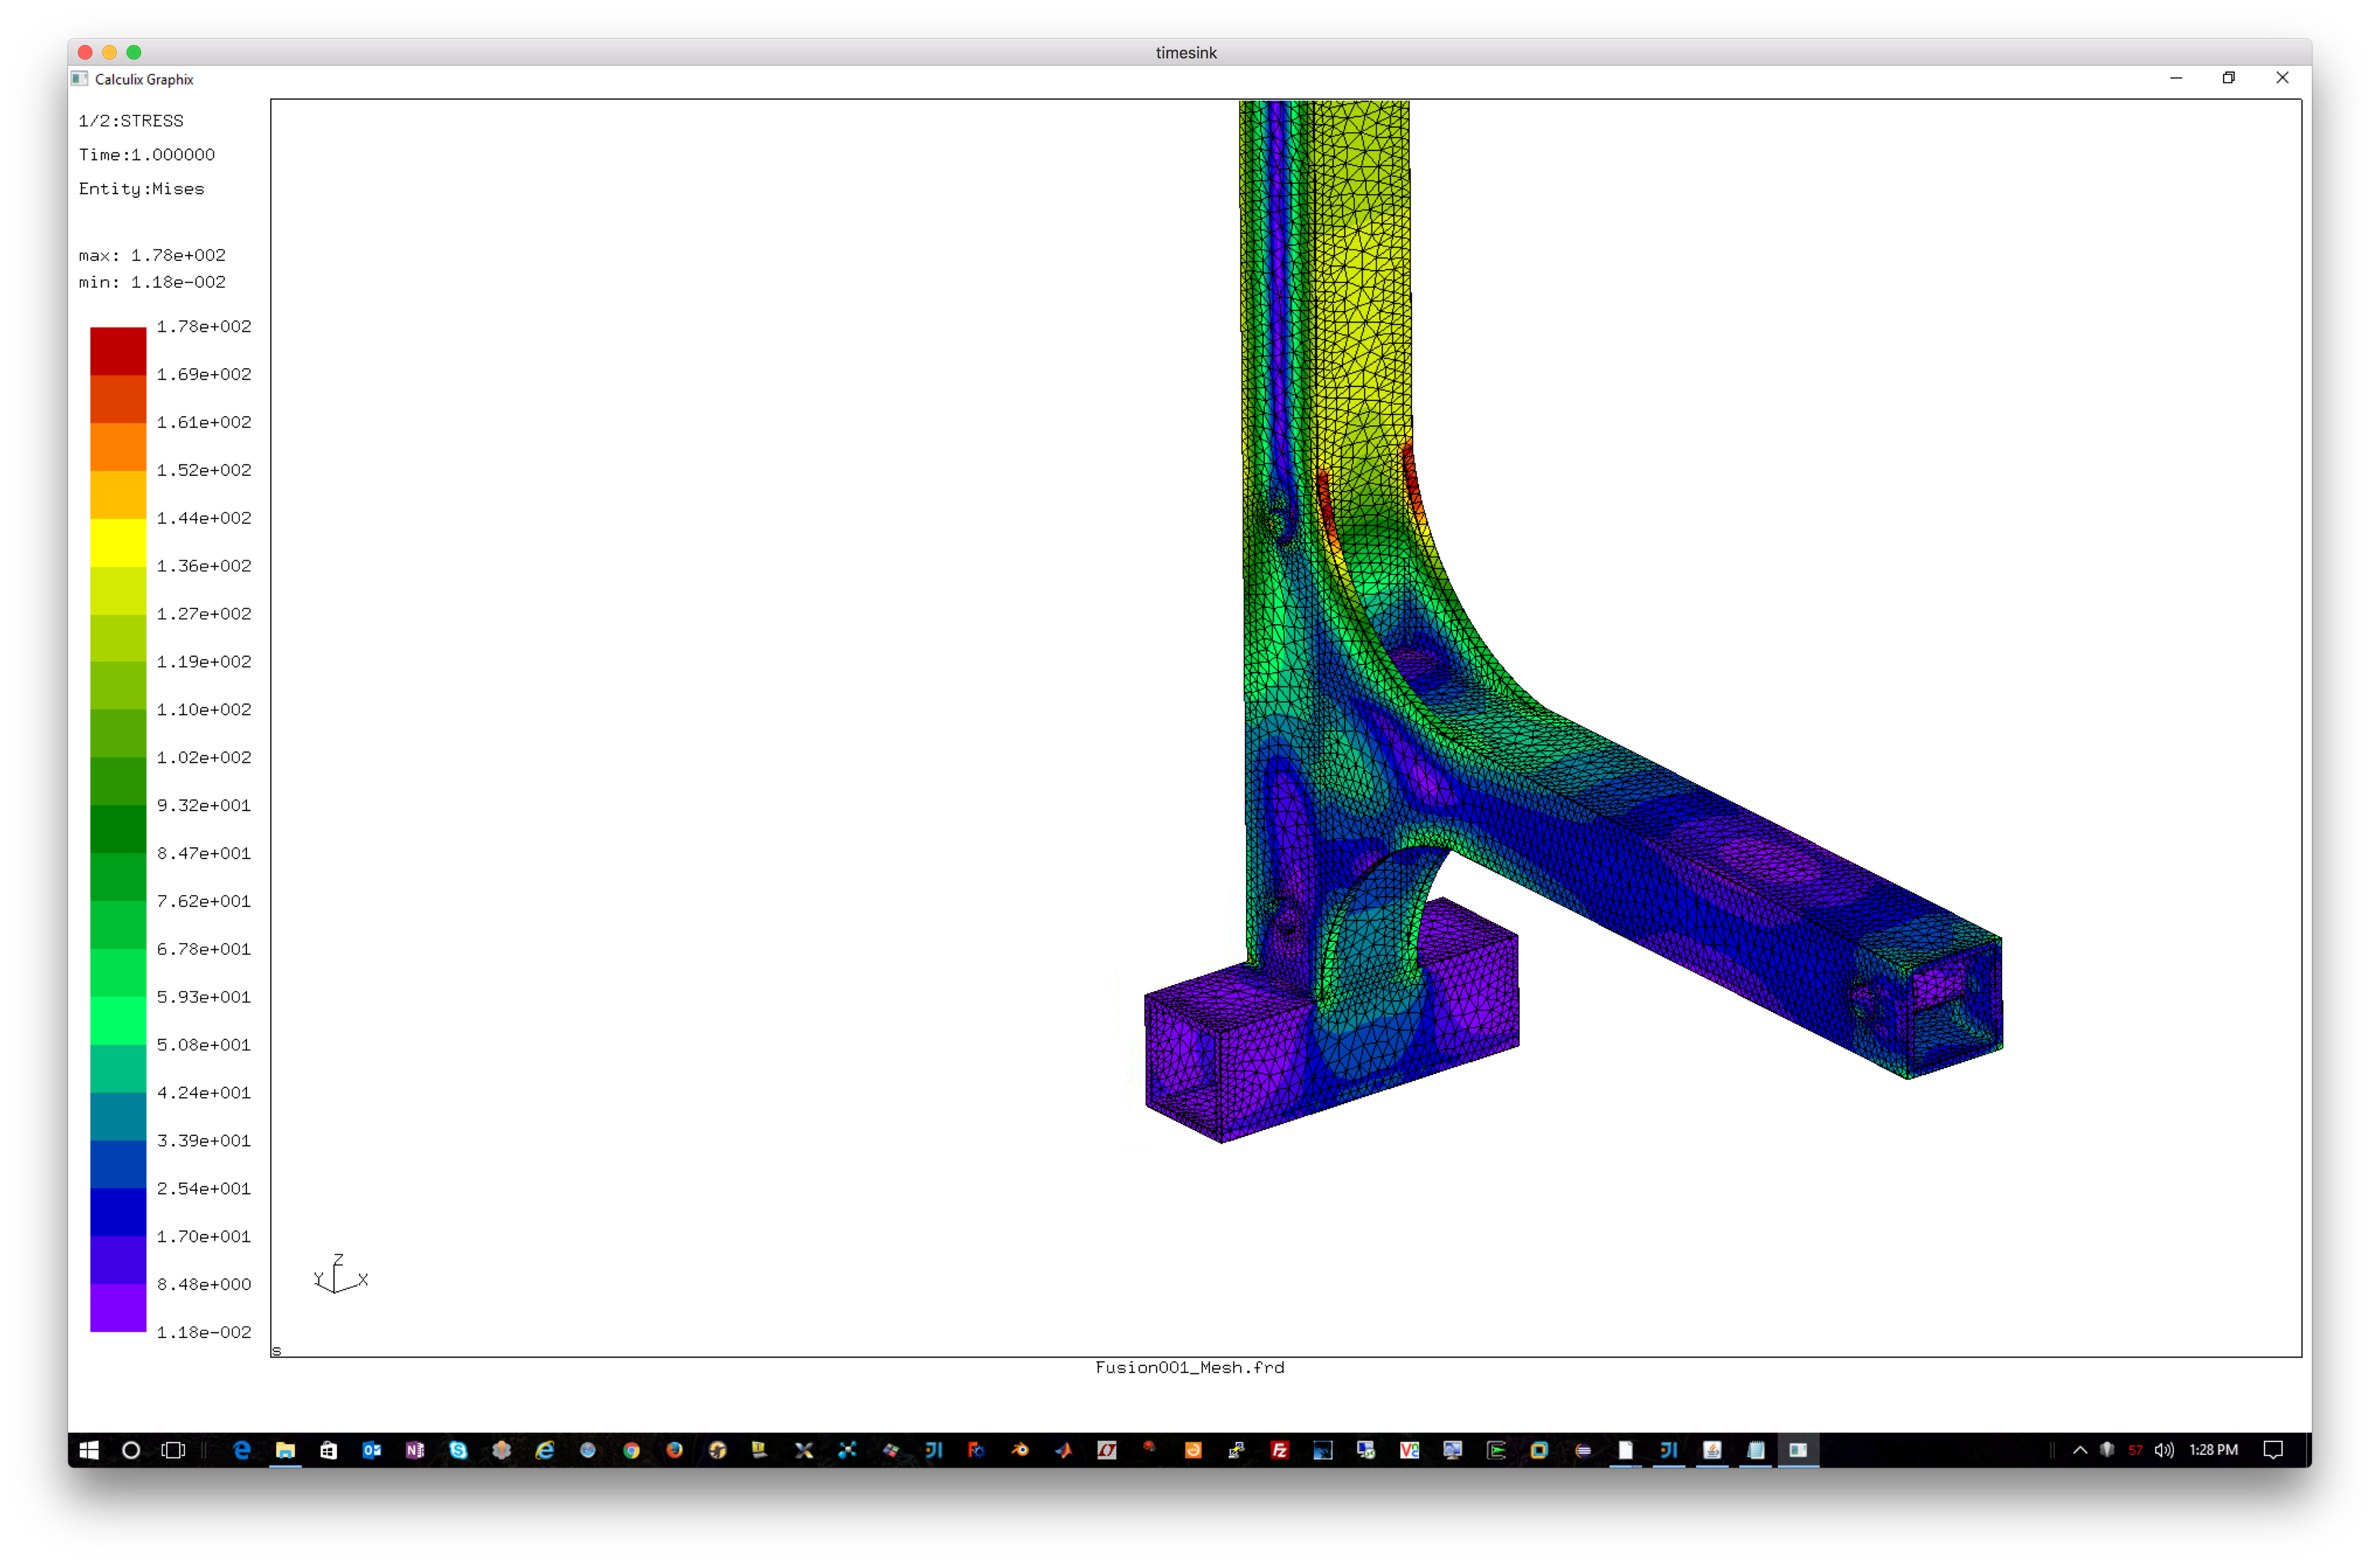 timesink
Calculix Graphix
1/2:STRESS
Time:1.000000
Entity:Mises
max: 1.78e+002
min: 1.18e-002
1.78e+002
1.69e+002
1.61e+002
1.52e+002
1.44e+002
1.36e+002
1.27e+002
1.19e+002
1.10e+002
1.02e+002
9.32e+001
8.47e+001
7.62e+001
6.78e+001
5.93e+001
5.08e+001
4.24e+001
3.39e+001
2.54e+001
1.70e+001
8.48e+000
1.18e-002
Z
Y
X
s
Fusion001_Mesh.frd
57
1:28 PM